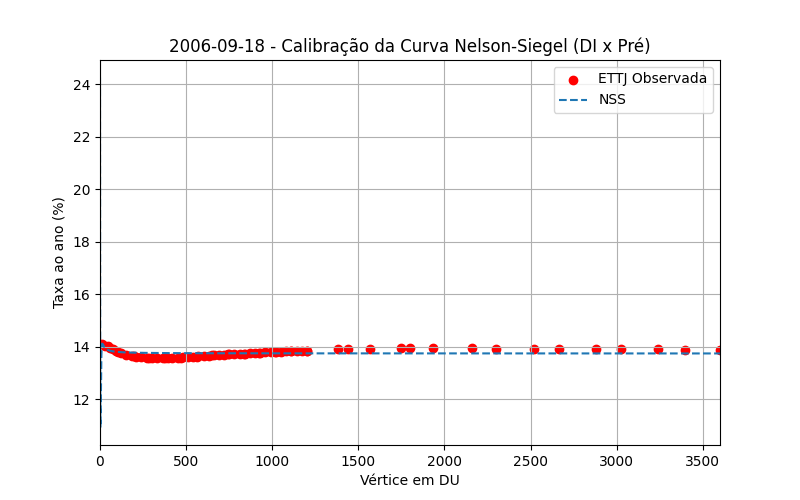 2006-09-18 - Calibração da Curva Nelson-Siegel (DI x Pré)
ETTJ Observada
NSS
Taxa ao ano (%)
24
22
20
18
16
14
12
0 500 1000 1500 2000 2500 3000 3500
Vértice em DU